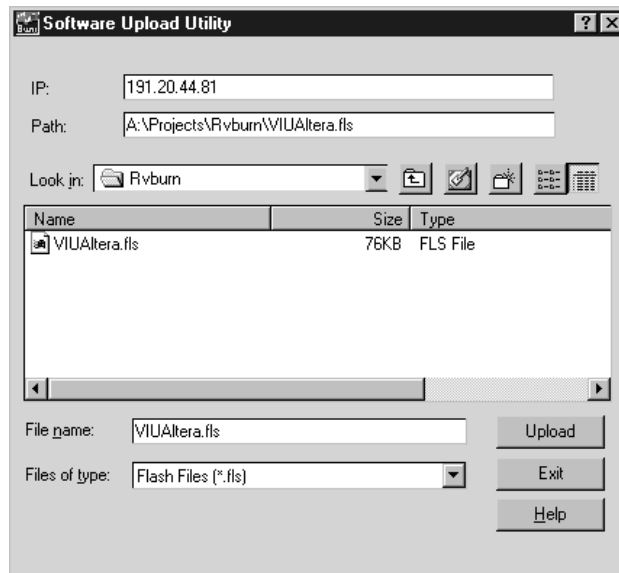 Software Upload Utility
IP: 191.20.44.81
Path: A:\Projects\Rvburn\VIUAltera.fls
Look in: Rvburn
Name Size Type
VIUAltera.fls 76KB FLS File
File name: VIUAltera.fls Upload
Files of type: Flash Files (*.fls) Exit
Help